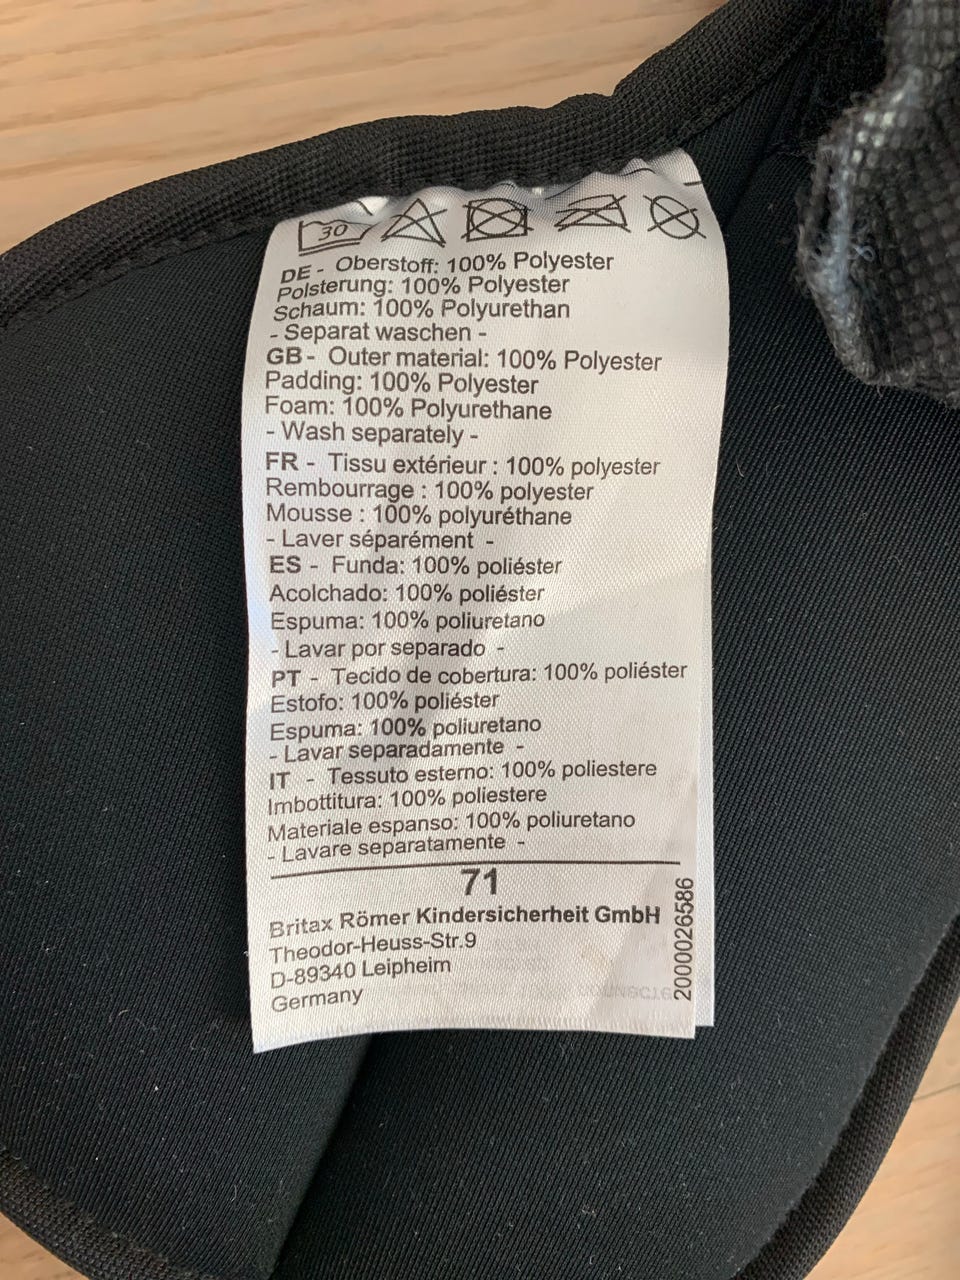 30
DE - Oberstoff: 100% Polyester
Polsterung: 100% Polyester
Schaum: 100% Polyurethan
- Separat waschen -
GB - Outer material: 100% Polyester
Padding: 100% Polyester
Foam: 100% Polyurethane
- Wash separately -
FR - Tissu extérieur : 100% polyester
Rembourrage : 100% polyester
Mousse : 100% polyuréthane
- Laver séparément -
ES - Funda: 100% poliéster
Acolchado: 100% poliéster
Espuma: 100% poliuretano
- Lavar por separado -
PT - Tecido de cobertura: 100% poliéster
Estofo: 100% poliéster
Espuma: 100% poliuretano
- Lavar separadamente -
IT - Tessuto esterno: 100% poliestere
Imbottitura: 100% poliestere
Materiale espanso: 100% poliuretano
- Lavare separatamente -
71
Britax Römer Kindersicherheit GmbH
Theodor-Heuss-Str.9
D-89340 Leipheim
Germany
2000026586